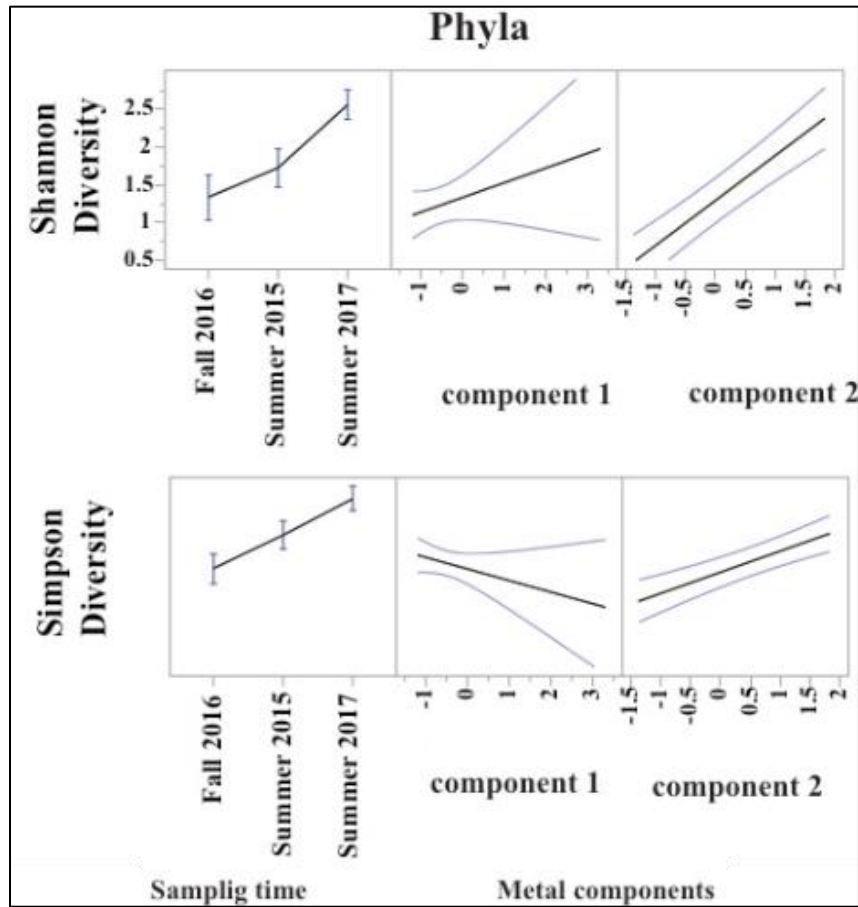 Phyla
Shannon
Diversity
2.5
2
1.5
1
0.5
Fall 2016
Summer 2015
Summer 2017
-1
0
1
2
3
component 1
-1.5
-1
-0.5
0
0.5
1
1.5
2
component 2
Simpson
Diversity
Fall 2016
Summer 2015
Summer 2017
-1
0
1
2
3
component 1
-1.5
-1
-0.5
0
0.5
1
1.5
2
component 2
Samplig time
Metal components